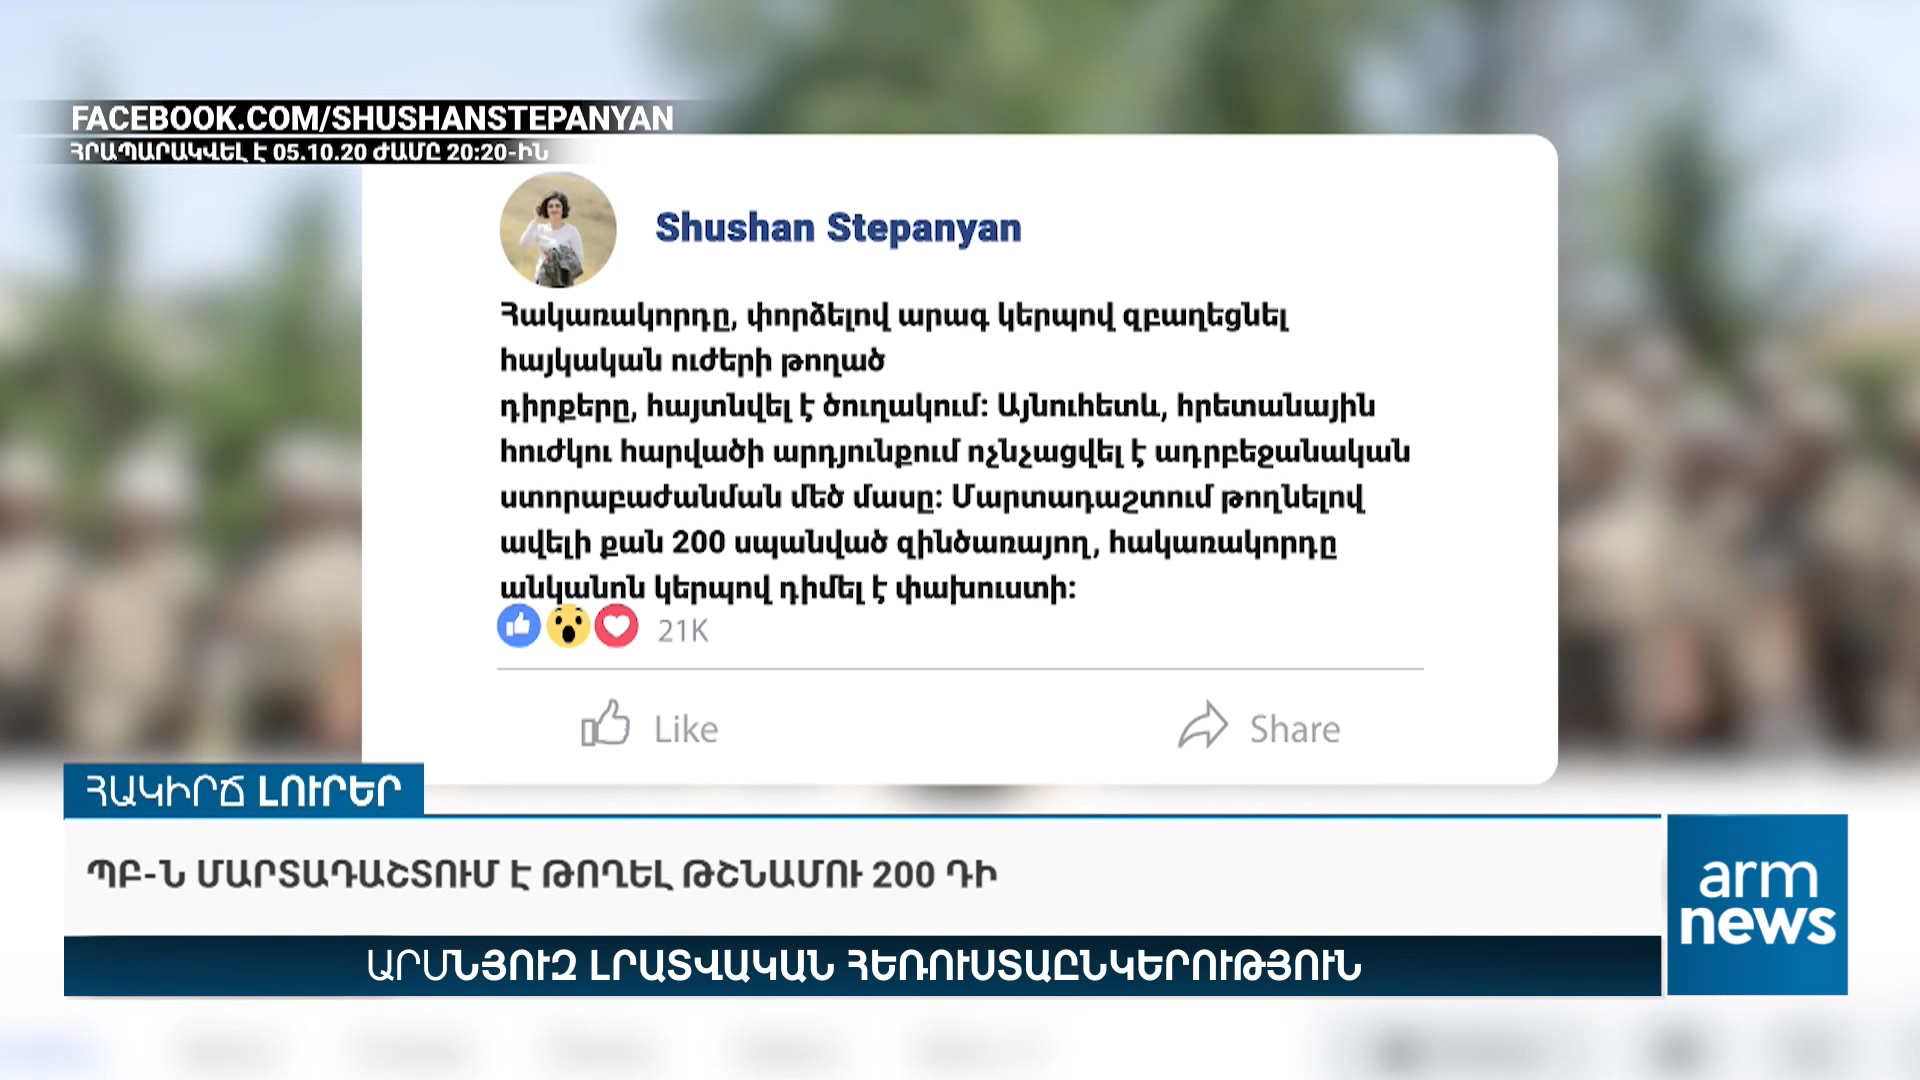 FACEBOOK.COM/SHUSHANSTEPANYAN
ՀՐԱՊԱՐԱԿՎԵԼ Է 05.10.20 ԺԱՄԸ 20:20-ԻՆ
Shushan Stepanyan
Հակառակորդը, փորձելով արագ կերպով զբաղեցնել
հայկական ուժերի թողած
դիրքերը, հայտնվել է ծուղակում: Այնուհետև, հրետանային
հուժկու հարվածի արդյունքում ոչնչացվել է ադրբեջանական
ստորաբաժանման մեծ մասը: Մարտադաշտում թողնելով
ավելի քան 200 սպանված զինծառայող, հակառակորդը
անկանոն կերպով դիմել է փախուստի:
21K
Like
Share
ՀԱԿԻՐՃ ԼՈՒՐԵՐ
ՊԲ-Ն ՄԱՐՏԱԴԱՇՏՈՒՄ Է ԹՈՂԵԼ ԹՇՆԱՄՈՒ 200 ԴԻ
arm
news
ԱՐՄՆՅՈՒԶ ԼՐԱՏՎԱԿԱՆ ՀԵՌՈՒՍՏԱԸՆԿԵՐՈՒԹՅՈՒՆ